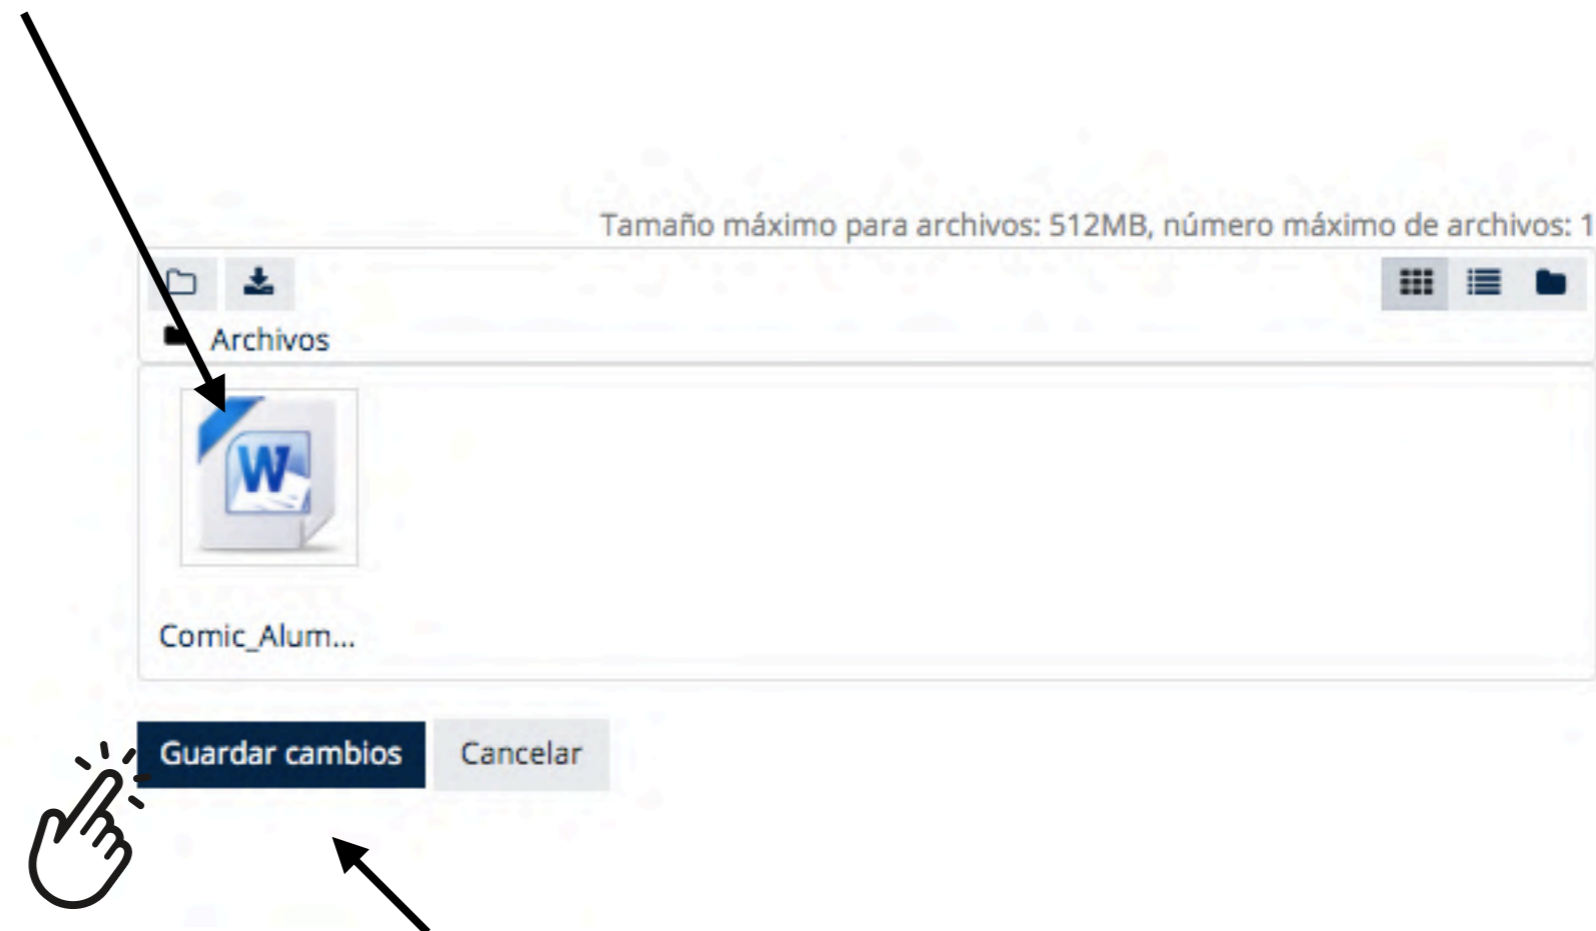 Tamaño máximo para archivos: 512MB, número máximo de archivos: 1
Archivos
W
Comic_Alum...
Guardar cambios Cancelar